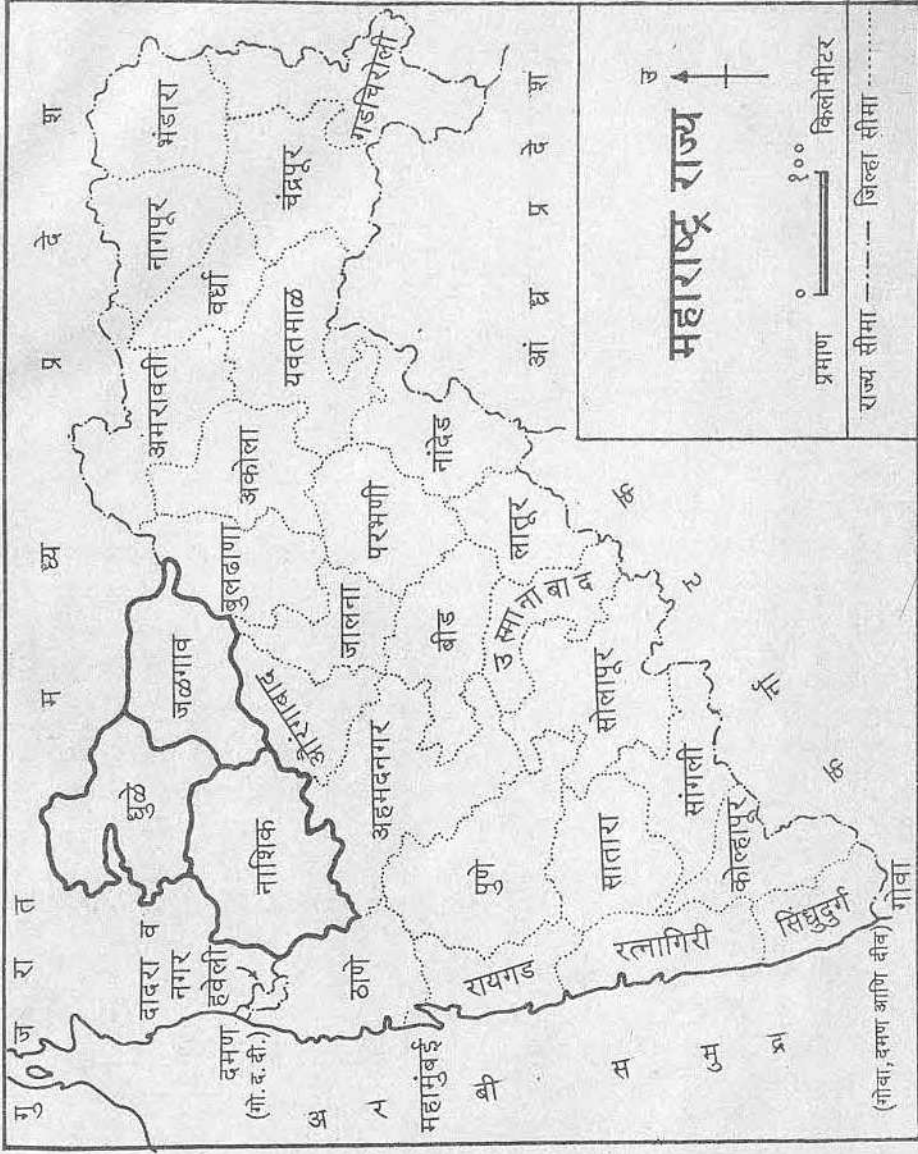 गु ज रा त
म ध्य प्र दे श
दादरा व
नगर
हवेली
दमण
(गो. द. दी.)
धुळे
जळगाव
नाशिक
बुलढाणा
अकोला
अमरावती
नागपूर
वर्धा
भंडारा
चंद्रपूर
गडचिरोली
यवतमाळ
औरंगाबाद
जालना
परभणी
नांदेड
ठाणे
अहमदनगर
बीड
लातूर
उस्मानाबाद
महामुंबई
रायगड
पुणे
सोलापूर
सातारा
सांगली
रत्नागिरी
कोल्हापूर
सिंधुदुर्ग
गोवा
(गोवा, दमण आणि दीव)
अ र बी स मु द्र
क र्ना ट क
आं ध्र प्र दे श
महाराष्ट्र राज्य
उ
प्रमाण ० १०० किलोमीटर
राज्य सीमा जिल्हा सीमा